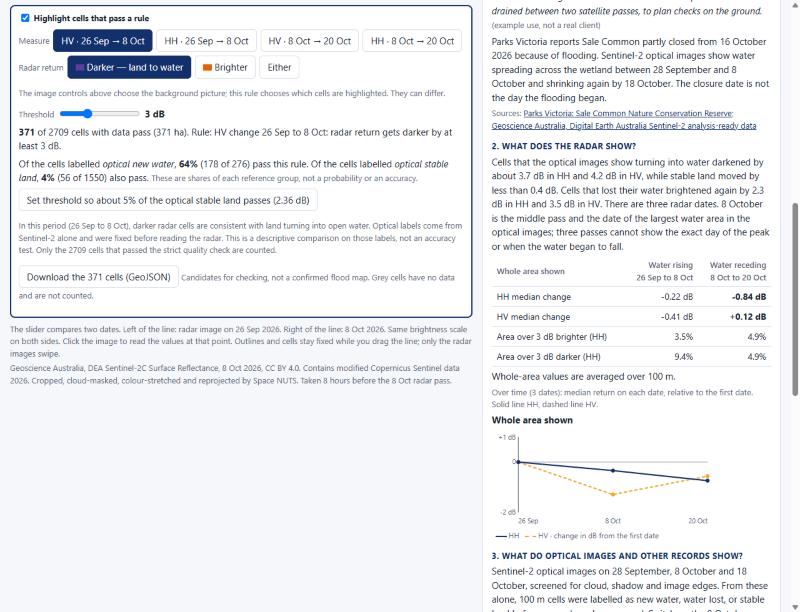 Highlight cells that pass a rule
Measure HV · 26 Sep → 8 Oct HH · 26 Sep → 8 Oct HV · 8 Oct → 20 Oct HH · 8 Oct → 20 Oct
Radar return Darker — land to water Brighter Either
The image controls above choose the background picture; this rule chooses which cells are highlighted. They can differ.
Threshold 3 dB
371 of 2709 cells with data pass (371 ha). Rule: HV change 26 Sep to 8 Oct: radar return gets darker by at
least 3 dB.
Of the cells labelled optical new water, 64% (178 of 276) pass this rule. Of the cells labelled optical stable
land, 4% (56 of 1550) also pass. These are shares of each reference group, not a probability or an accuracy.
Set threshold so about 5% of the optical stable land passes (2.36 dB)
In this period (26 Sep to 8 Oct), darker radar cells are consistent with land turning into open water. Optical labels come from
Sentinel-2 alone and were fixed before reading the radar. This is a descriptive comparison on those labels, not an accuracy
test. Only the 2709 cells that passed the strict quality check are counted.
Download the 371 cells (GeoJSON) Candidates for checking, not a confirmed flood map. Grey cells have no data
and are not counted.
The slider compares two dates. Left of the line: radar image on 26 Sep 2026. Right of the line: 8 Oct 2026. Same brightness scale
on both sides. Click the image to read the values at that point. Outlines and cells stay fixed while you drag the line; only the radar
images swipe.
Geoscience Australia, DEA Sentinel-2C Surface Reflectance, 8 Oct 2026, CC BY 4.0. Contains modified Copernicus Sentinel data
2026. Cropped, cloud-masked, colour-stretched and reprojected by Space NUTS. Taken 8 hours before the 8 Oct radar pass.
drained between two satellite passes, to plan checks on the ground.
(example use, not a real client)
Parks Victoria reports Sale Common partly closed from 16 October
2026 because of flooding. Sentinel-2 optical images show water
spreading across the wetland between 28 September and 8
October and shrinking again by 18 October. The closure date is not
the day the flooding began.
Sources: Parks Victoria: Sale Common Nature Conservation Reserve;
Geoscience Australia, Digital Earth Australia Sentinel-2 analysis-ready data
2. WHAT DOES THE RADAR SHOW?
Cells that the optical images show turning into water darkened by
about 3.7 dB in HH and 4.2 dB in HV, while stable land moved by
less than 0.4 dB. Cells that lost their water brightened again by 2.3
dB in HH and 3.5 dB in HV. There are three radar dates. 8 October
is the middle pass and the date of the largest water area in the
optical images; three passes cannot show the exact day of the peak
or when the water began to fall.
Whole area shown Water rising 26 Sep to 8 Oct Water receding 8 Oct to 20 Oct
HH median change -0.22 dB -0.84 dB
HV median change -0.41 dB +0.12 dB
Area over 3 dB brighter (HH) 3.5% 4.9%
Area over 3 dB darker (HH) 9.4% 4.9%
Whole-area values are averaged over 100 m.
Over time (3 dates): median return on each date, relative to the first date.
Solid line HH, dashed line HV.
Whole area shown
+1 dB
0
-2 dB
26 Sep 8 Oct 20 Oct
HH HV · change in dB from the first date
3. WHAT DO OPTICAL IMAGES AND OTHER RECORDS SHOW?
Sentinel-2 optical images on 28 September, 8 October and 18
October, screened for cloud, shadow and image edges. From these
alone, 100 m cells were labelled as new water, water lost, or stable